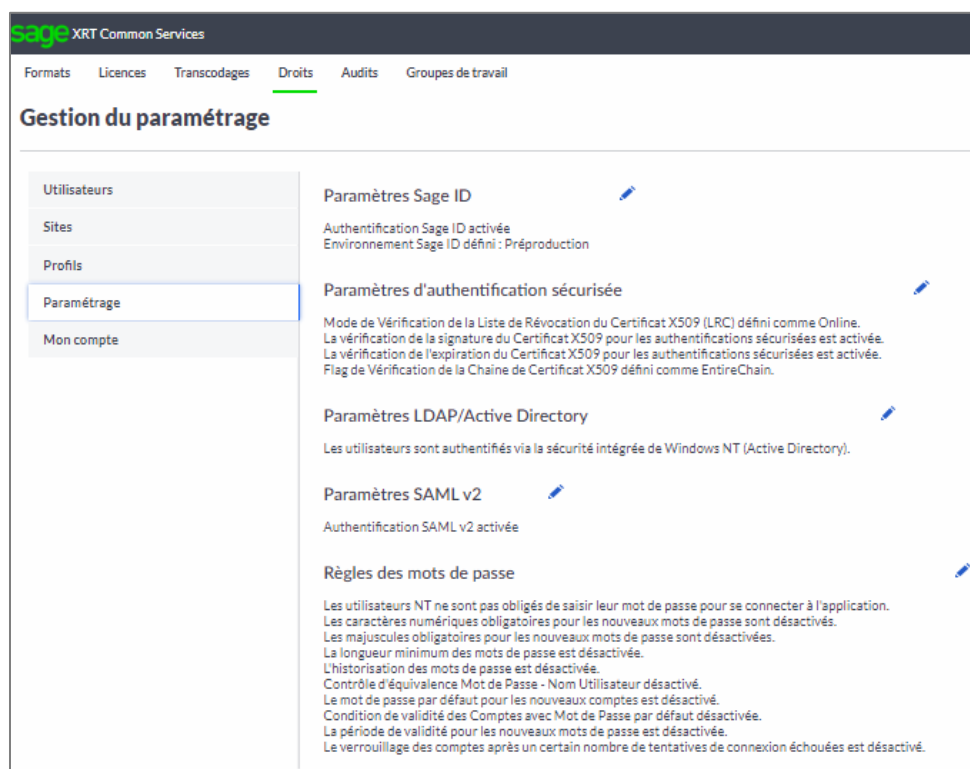 sage XRT Common Services
Formats Licences Transcodages Droits Audits Groupes de travail
Gestion du paramétrage
Utilisateurs
Sites
Profils
Paramétrage
Mon compte
Paramètres Sage ID
Authentification Sage ID activée
Environnement Sage ID défini : Préproduction
Paramètres d'authentification sécurisée
Mode de Vérification de la Liste de Révocation du Certificat X509 (LRC) défini comme Online.
La vérification de la signature du Certificat X509 pour les authentifications sécurisées est activée.
La vérification de l'expiration du Certificat X509 pour les authentifications sécurisées est activée.
Flag de Vérification de la Chaine de Certificat X509 défini comme EntireChain.
Paramètres LDAP/Active Directory
Les utilisateurs sont authentifiés via la sécurité intégrée de Windows NT (Active Directory).
Paramètres SAML v2
Authentification SAML v2 activée
Règles des mots de passe
Les utilisateurs NT ne sont pas obligés de saisir leur mot de passe pour se connecter à l'application.
Les caractères numériques obligatoires pour les nouveaux mots de passe sont désactivés.
Les majuscules obligatoires pour les nouveaux mots de passe sont désactivées.
La longueur minimum des mots de passe est désactivée.
L'historisation des mots de passe est désactivée.
Contrôle d'équivalence Mot de Passe - Nom Utilisateur désactivé.
Le mot de passe par défaut pour les nouveaux comptes est désactivé.
Condition de validité des Comptes avec Mot de Passe par défaut désactivée.
La période de validité pour les nouveaux mots de passe est désactivée.
Le verrouillage des comptes après un certain nombre de tentatives de connexion échouées est désactivé.